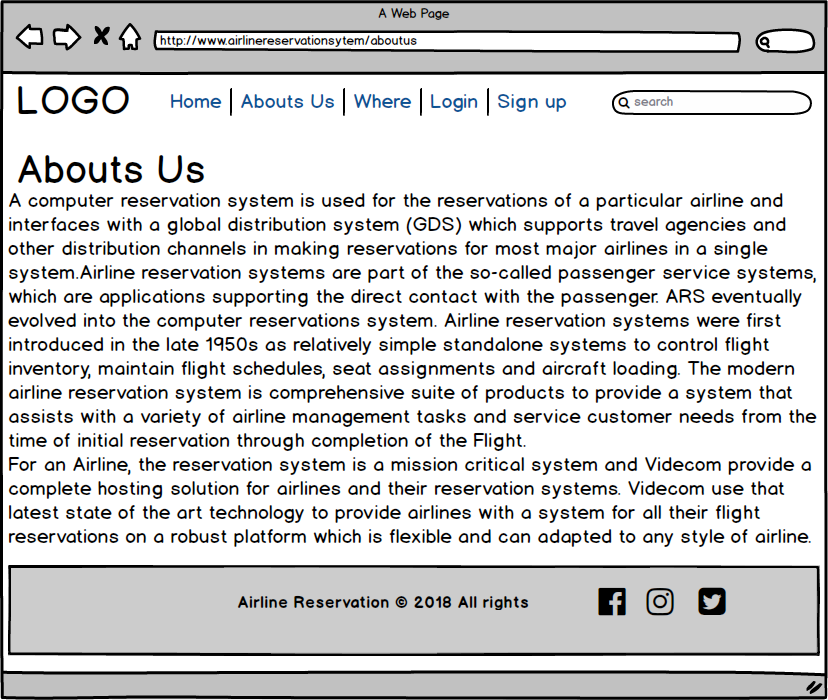 A Web Page
http://www.airlinereservationsytem/aboutus
LOGO Home Abouts Us Where Login Sign up search
Abouts Us
A computer reservation system is used for the reservations of a particular airline and
interfaces with a global distribution system (GDS) which supports travel agencies and
other distribution channels in making reservations for most major airlines in a single
system.Airline reservation systems are part of the so-called passenger service systems,
which are applications supporting the direct contact with the passenger. ARS eventually
evolved into the computer reservations system. Airline reservation systems were first
introduced in the late 1950s as relatively simple standalone systems to control flight
inventory, maintain flight schedules, seat assignments and aircraft loading. The modern
airline reservation system is comprehensive suite of products to provide a system that
assists with a variety of airline management tasks and service customer needs from the
time of initial reservation through completion of the Flight.
For an Airline, the reservation system is a mission critical system and Videcom provide a
complete hosting solution for airlines and their reservation systems. Videcom use that
latest state of the art technology to provide airlines with a system for all their flight
reservations on a robust platform which is flexible and can adapted to any style of airline.
Airline Reservation © 2018 All rights